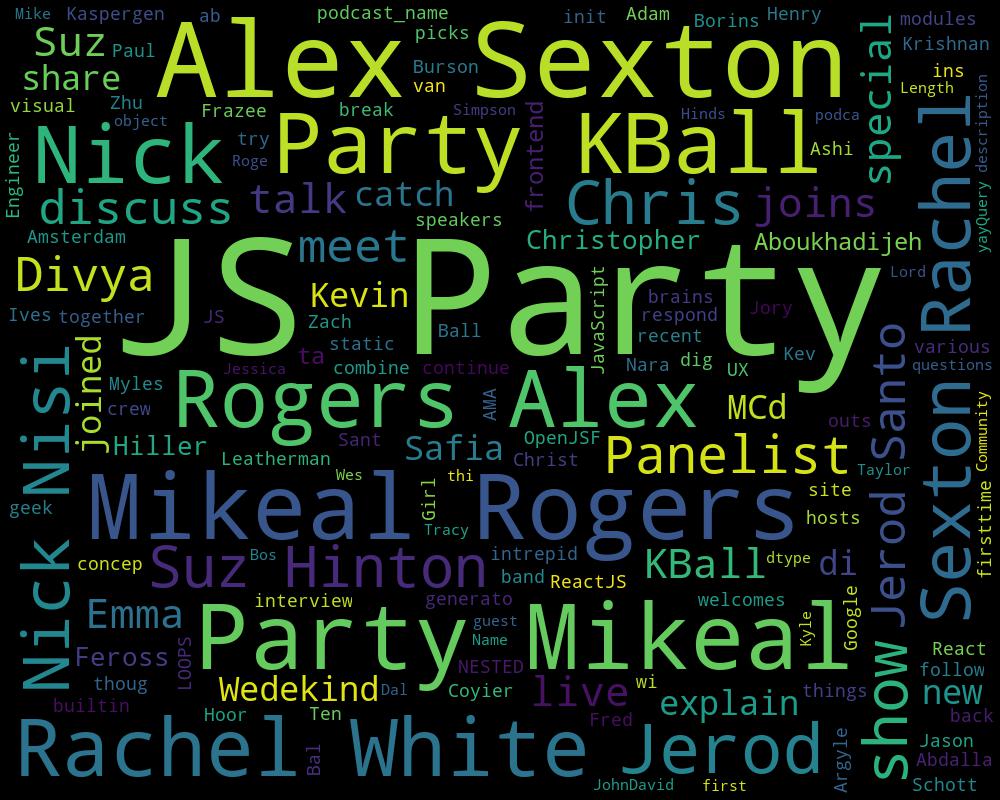 Mike Kaspergen ab podcast_name init Adam Borins Henry modules
Suz Paul Alex Sexton picks special Krishnan
share Burson van ins Length
visual Zhu object Frazee break Simpson Hinds podca description
Nick try Roge Party frontend KBall Ashi Rachel
Engineer discuss talk catch Chris joins yayQuery
speakers
Amsterdam meet Christopher Aboukhadijeh
Divya JS Party Kevin JavaScript brains Jory Lord
Ives together JS Zach Ball respond
static recent Kev various
Nick Nissi joined ta Jessica combine continue Nara dig UX Santo questions
Myles crew Rogers Alex AMA MCd outs
Hiller Sant Safia OpenJSF Panelist Sexton Community
Leatherman Christ Taylor
geek Wes Girl thi site firsttime
Mikeal Rogers hosts Jerod
Tracy
concep Suz Hinton Bos intrepid KBall dtype di
band ReactJS
Emma interview generato welcomes Kyle Google
Party guest Name Mikeal
Feross LOOPS NESTED React
thoug Wedekind Dal Coyier live wi explain things show follow new
builtin Hoor Ten Fred back
Rachel Bal White Jerod Argyle Jason
Abdalla
JohnDavid first Schott